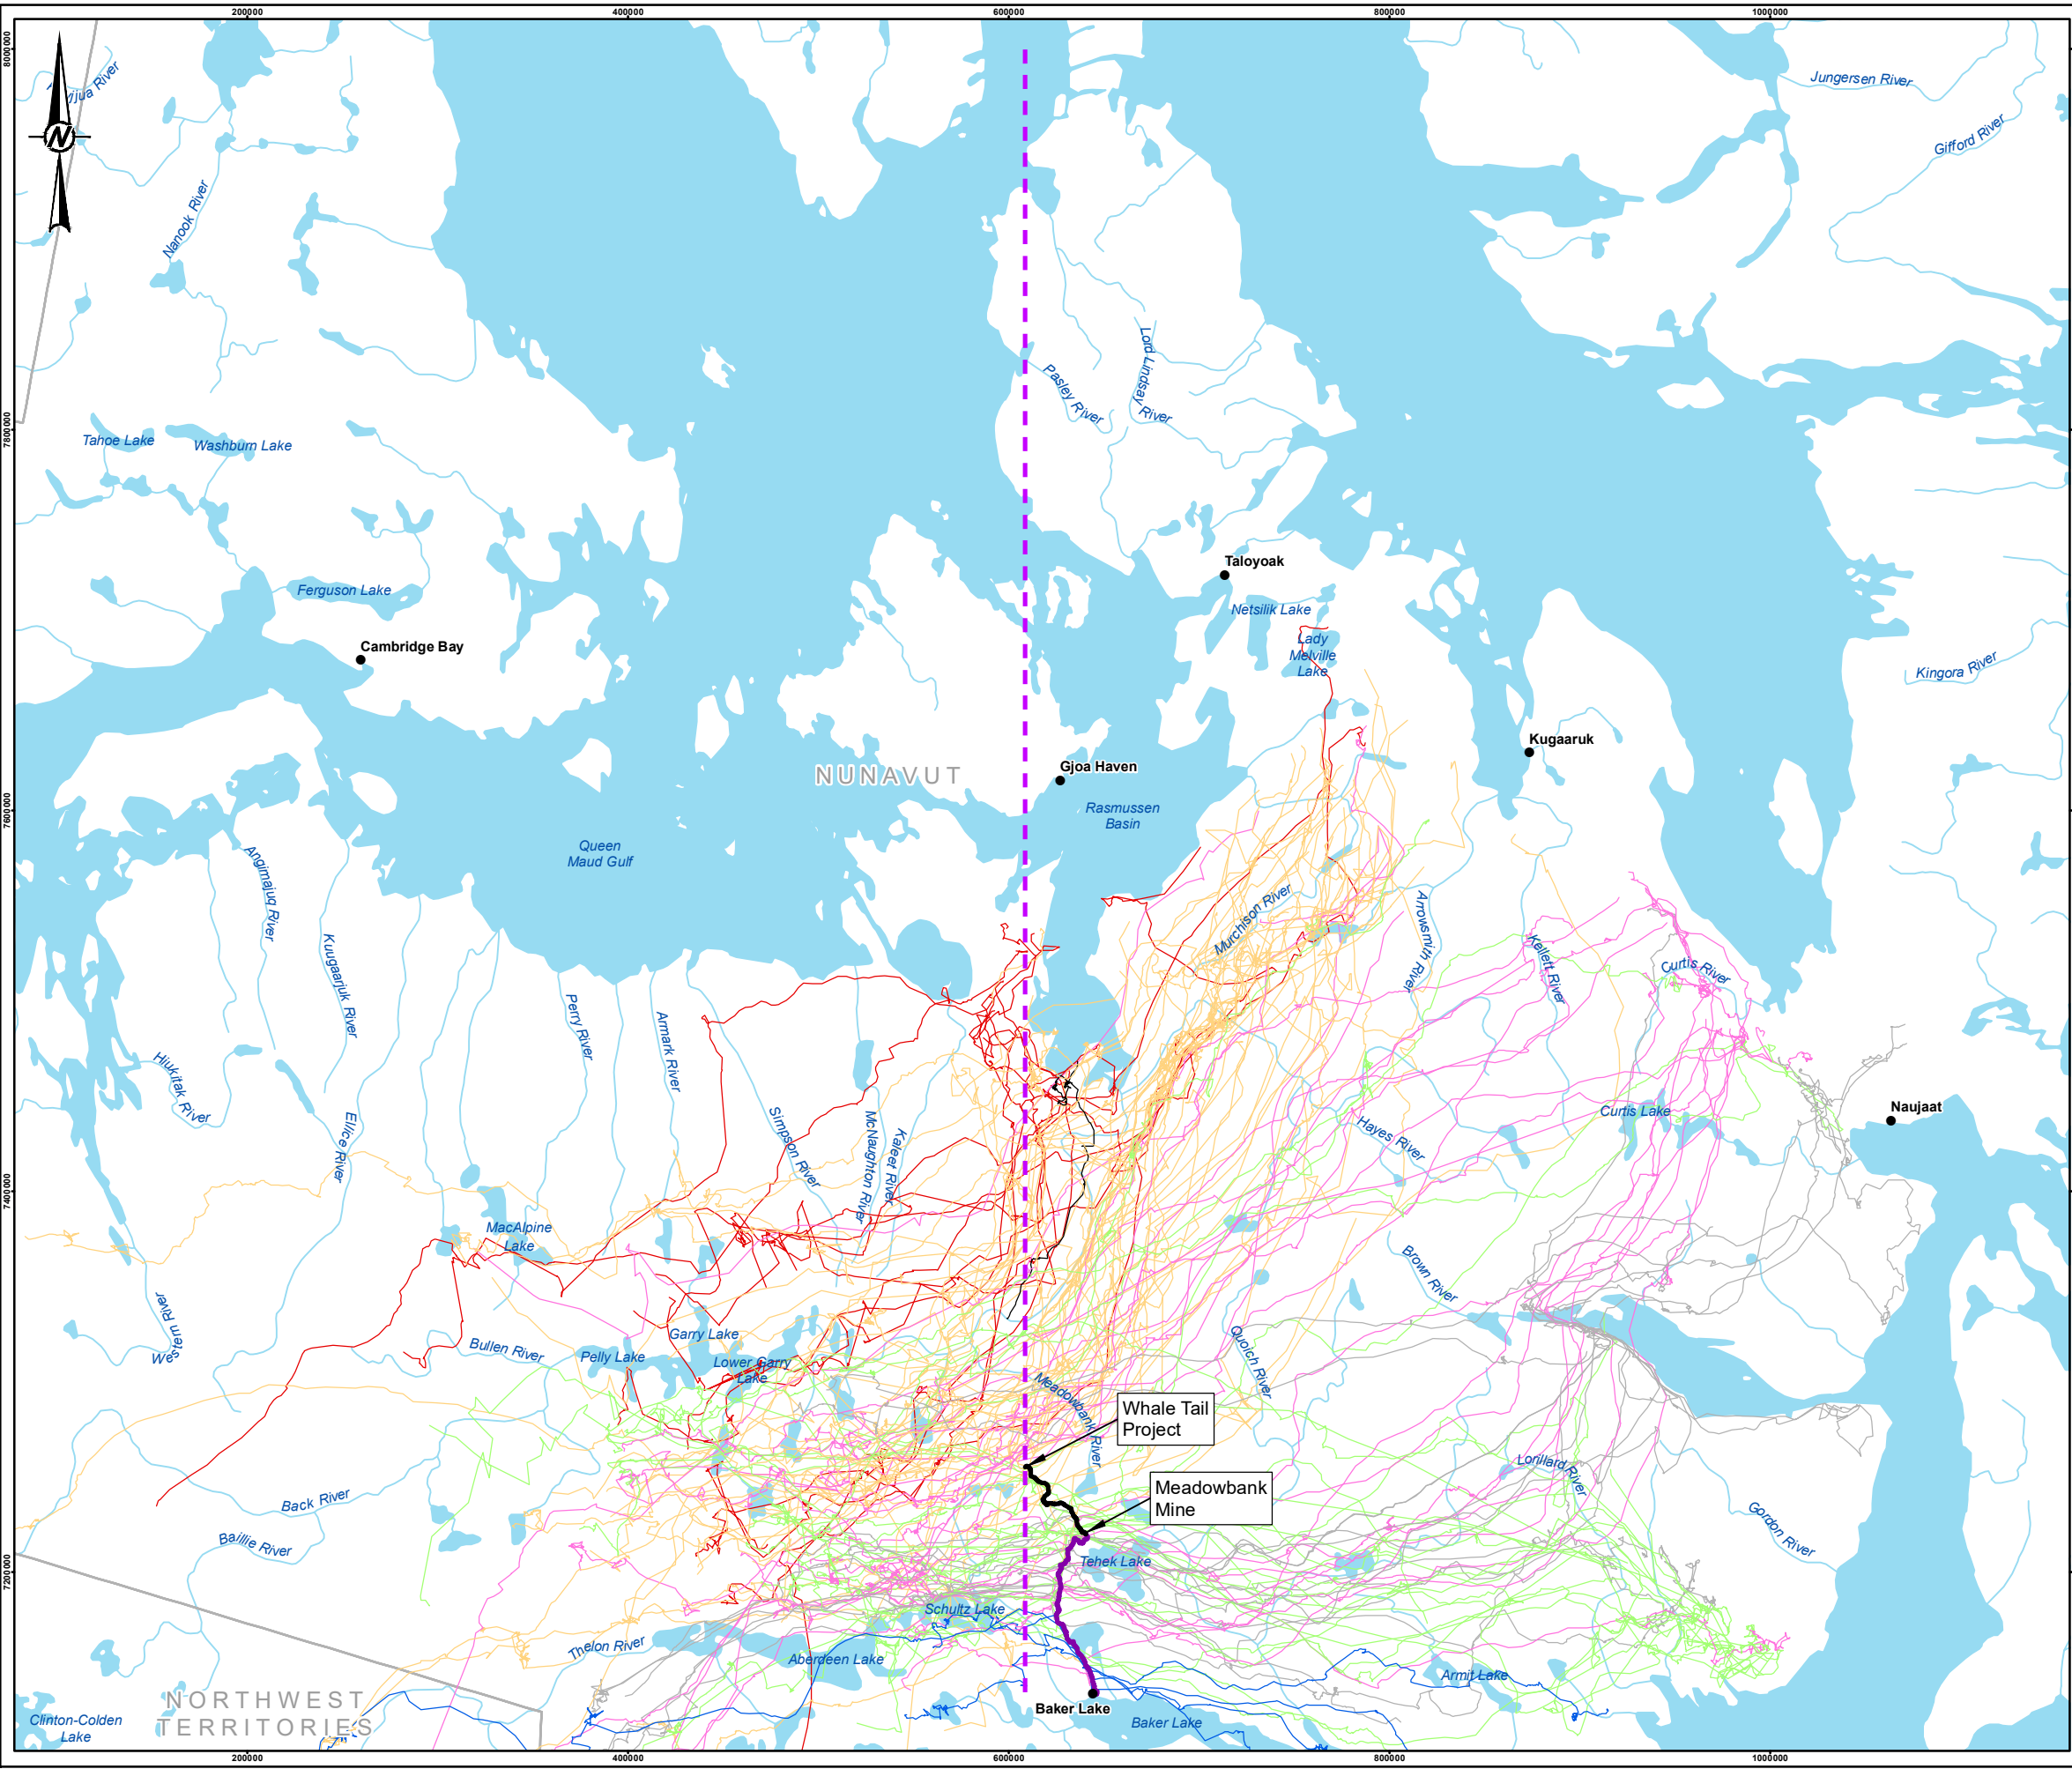 200000
400000
600000
800000
1000000
8000000
7800000
7600000
7400000
7200000
N
Jungersen River
Gifford River
Nanook River
Lord Lindsay
River
Pasley River
Tahoe Lake
Washburn Lake
Taloyoak
Ferguson Lake
Netsilik Lake
Lady
Melville
Lake
Cambridge Bay
Kingora River
Kugaaruk
NUNAVUT
Gjoa Haven
Rasmussen
Basin
Queen
Maud Gulf
Angimajuq River
Kuugaarjuk River
Murchison River
Arrowsmith River
Kellett River
Curtis River
Perry River
Armark River
Hiukitak River
Ellice River
Simpson River
McNaughton River
Kaleet River
Hayes River
Curtis Lake
Naujaat
MacAlpine
Lake
Brown River
Western River
Bullen River
Garry Lake
Pelly Lake
Lower Garry
Lake
Quoich River
Meadowbank River
Whale Tail
Project
Lorillard River
Meadowbank
Mine
Back River
Baillie River
Gordon River
Tehek Lake
Schultz Lake
Thelon River
Aberdeen Lake
Armit Lake
NORTHWEST
TERRITORIES
Clinton-Colden
Lake
Baker Lake
Baker Lake
200000
400000
600000
800000
1000000